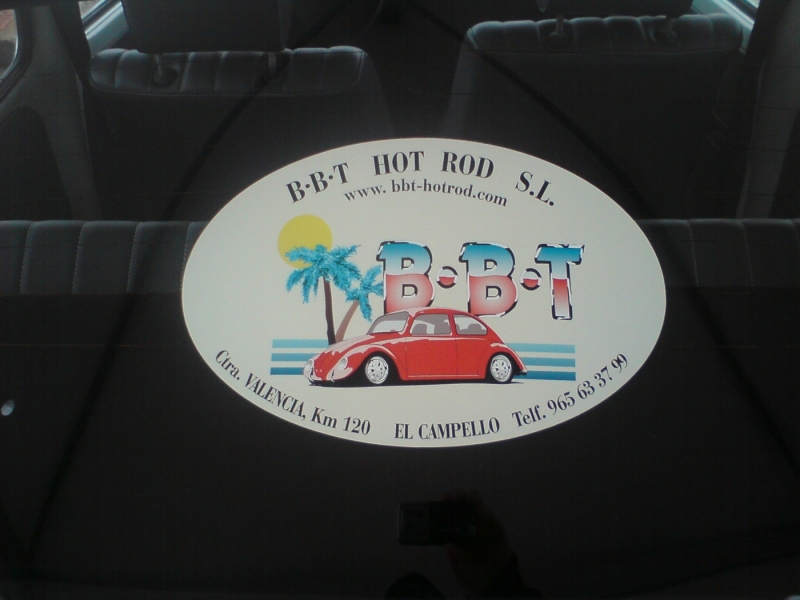 B·B·T HOT ROD S.L.
www. bbt-hotrod.com
B·B·T
Ctra. VALENCIA, Km 120 EL CAMPELLO Telf. 965 63 37 99